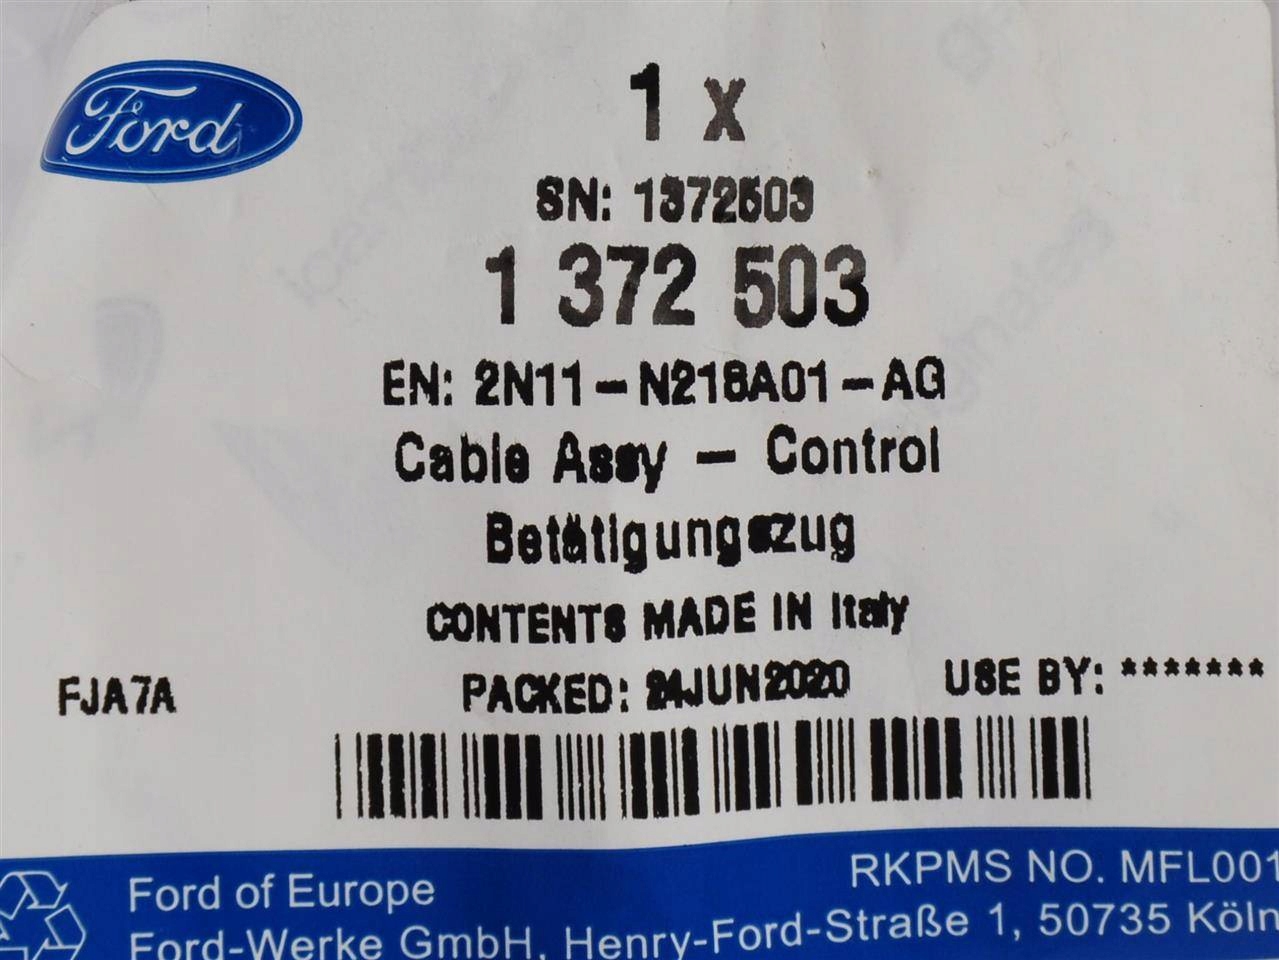 Ford
1 x
SN: 1372503
1 372 503
EN: 2N11-N218A01-AG
Cable Assy - Control
Betätigungszug
CONTENTS MADE IN Italy
FJA7A
PACKED: 24JUN2020
USE BY: *******
RKPMS NO. MFL001
Ford of Europe
Ford-Werke GmbH, Henry-Ford-Straße 1, 50735 Köln